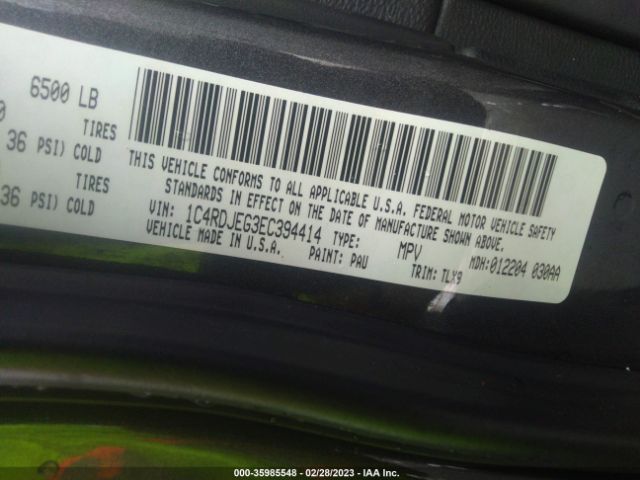 6500 LB
TIRES
36 PSI) COLD
TIRES
36 PSI) COLD
THIS VEHICLE CONFORMS TO ALL APPLICABLE U.S.A. FEDERAL MOTOR VEHICLE SAFETY
STANDARDS IN EFFECT ON THE DATE OF MANUFACTURE SHOWN ABOVE.
VIN: 1C4RDJEG3EC394414 TYPE: MPV MDH:012204 030AA
VEHICLE MADE IN U.S.A. PAINT: PAU TRIM: TLX9
000-35985548 - 02/28/2023 - IAA Inc.